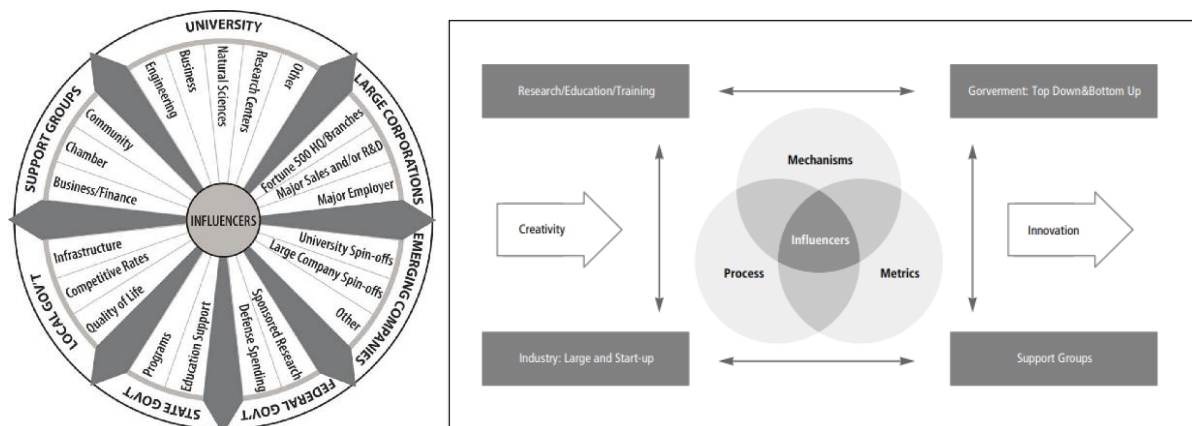 UNIVERSITY
Engineering
Business
Natural Sciences
Research Centers
Other
LARGE CORPORATIONS
Fortune 500 HQ/Branches
Major Sales and/or R&D
Major Employer
EMERGING COMPANIES
University Spin-offs
Large Company Spin-offs
Other
FEDERAL GOV'T
Sponsored Research
Defense Spending
STATE GOV'T
Education Support
Programs
LOCAL GOV'T
Quality of Life
Competitive Rates
Infrastructure
SUPPORT GROUPS
Business/Finance
Chamber
Community
INFLUENCERS
Research/Education/Training
Gorverment: Top Down&Bottom Up
Mechanisms
Creativity
Influencers
Innovation
Process
Metrics
Industry: Large and Start-up
Support Groups